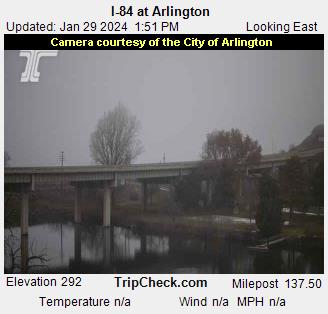 I-84 at Arlington
Updated: Jan 29 2024 1:51 PM Looking East
Camera courtesy of the City of Arlington
Elevation 292 TripCheck.com Milepost 137.50
Temperature n/a Wind n/a MPH n/a